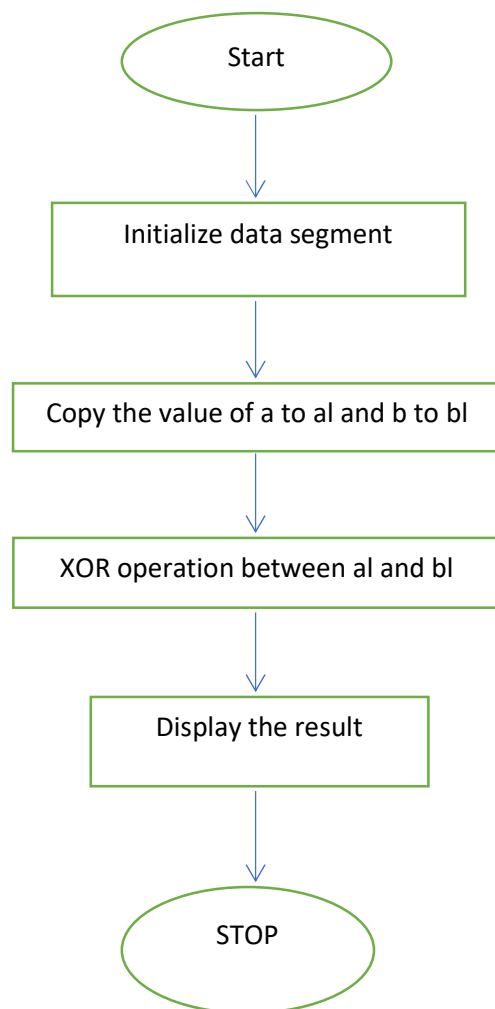 Start
Initialize data segment
Copy the value of a to al and b to bl
XOR operation between al and bl
Display the result
STOP